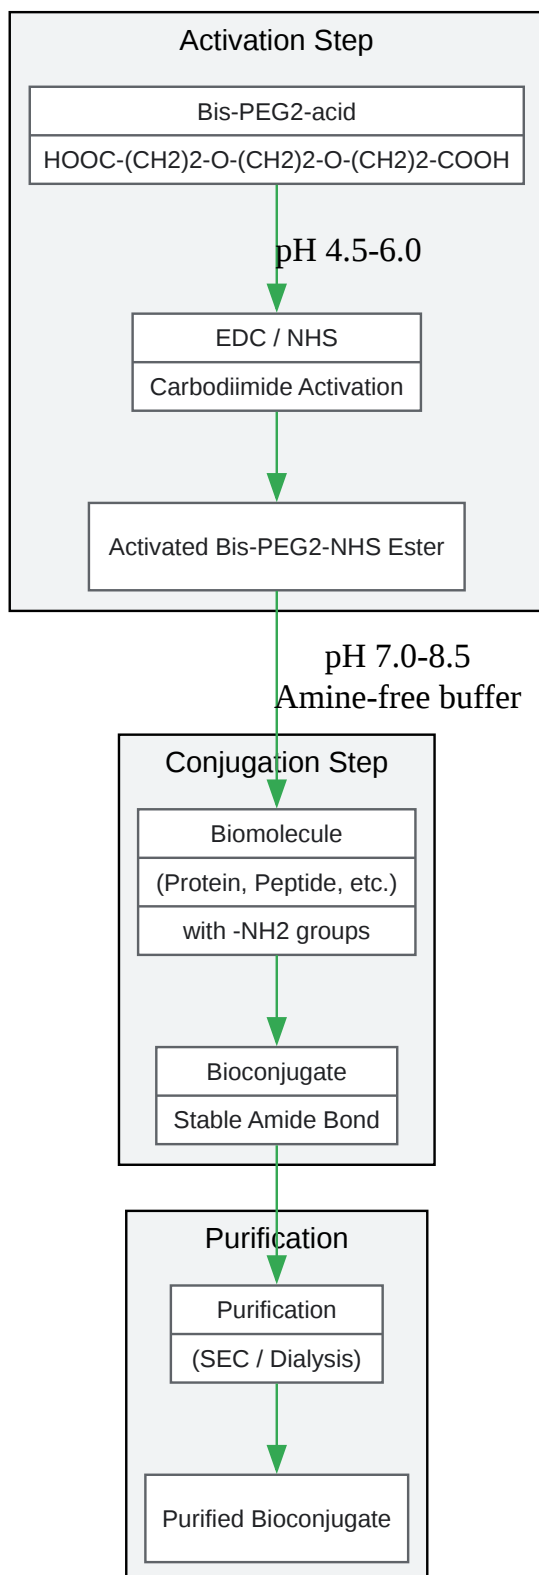 Activation Step
Bis-PEG2-acid
HOOC-(CH2)2-O-(CH2)2-O-(CH2)2-COOH
pH 4.5-6.0
EDC / NHS
Carbodiimide Activation
Activated Bis-PEG2-NHS Ester
pH 7.0-8.5
Amine-free buffer
Conjugation Step
Biomolecule
(Protein, Peptide, etc.)
with -NH2 groups
Bioconjugate
Stable Amide Bond
Purification
Purification
(SEC / Dialysis)
Purified Bioconjugate